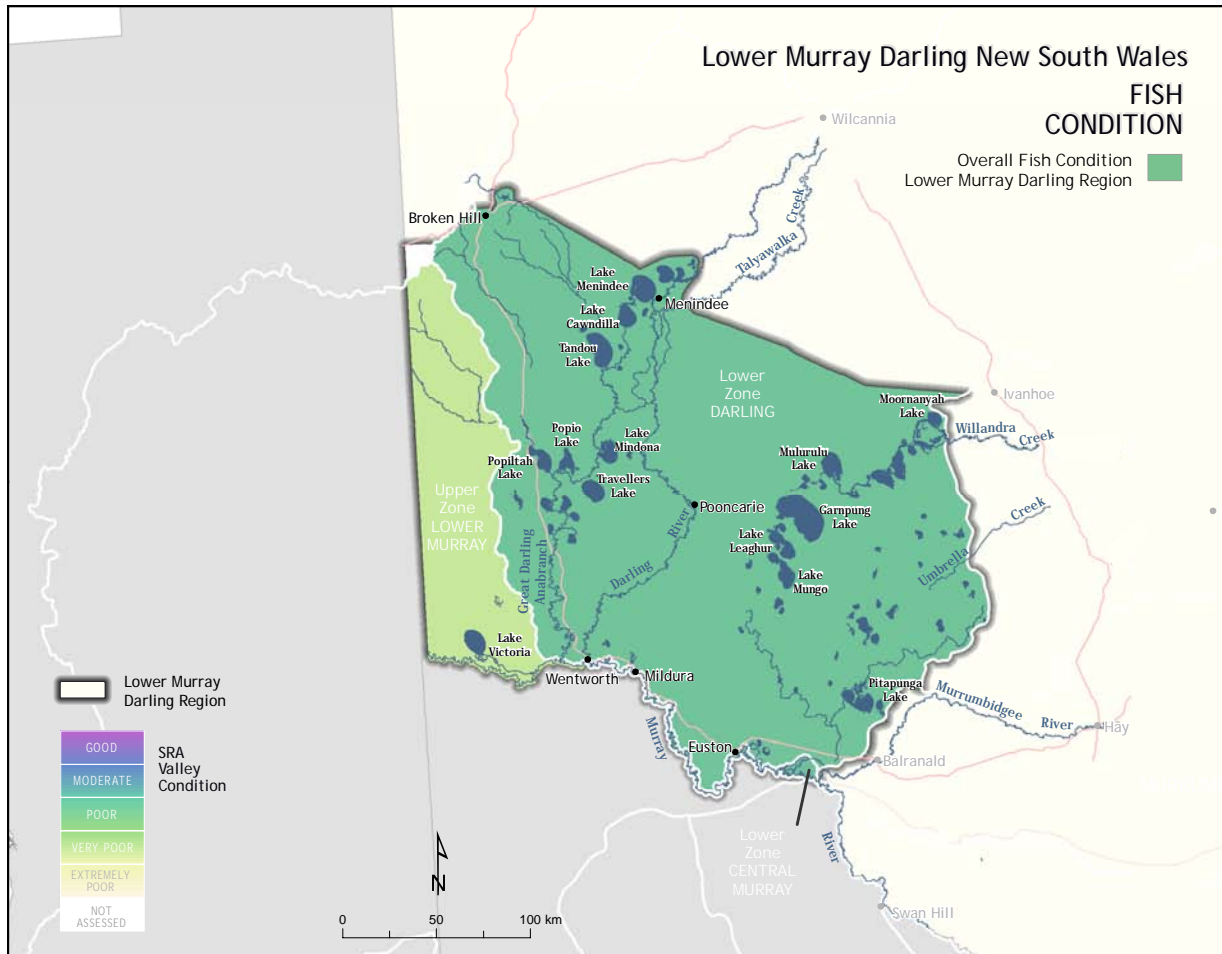 Lower Murray Darling New South Wales
FISH
CONDITION
Overall Fish Condition
Lower Murray Darling Region
Wilcannia
Talyawalka
Creek
Broken Hill
Lake
Menindee
Menindee
Lake
Cawndilla
Tandou
Lake
Lower
Zone
DARLING
Ivanhoe
Moornanyah
Lake
Willandra
Creek
Popio
Lake
Lake
Mindona
Popiltah
Lake
Mulurulu
Lake
Travellers
Lake
Upper
Zone
LOWER
MURRAY
Pooncarie
Garnpung
Lake
Creek
Umbrella
Lake
Leaghur
Lake
Mungo
Great Darling
Anabranch
Darling
River
Lake
Victoria
Wentworth
Mildura
Pitapunga
Lake
Murrumbidgee
River
Hay
Murray
Euston
Balranald
Lower
Zone
CENTRAL
MURRAY
River
Swan Hill
Lower Murray
Darling Region
GOOD
MODERATE
POOR
VERY POOR
EXTREMELY
POOR
NOT
ASSESSED
SRA
Valley
Condition
N
0 50 100 km